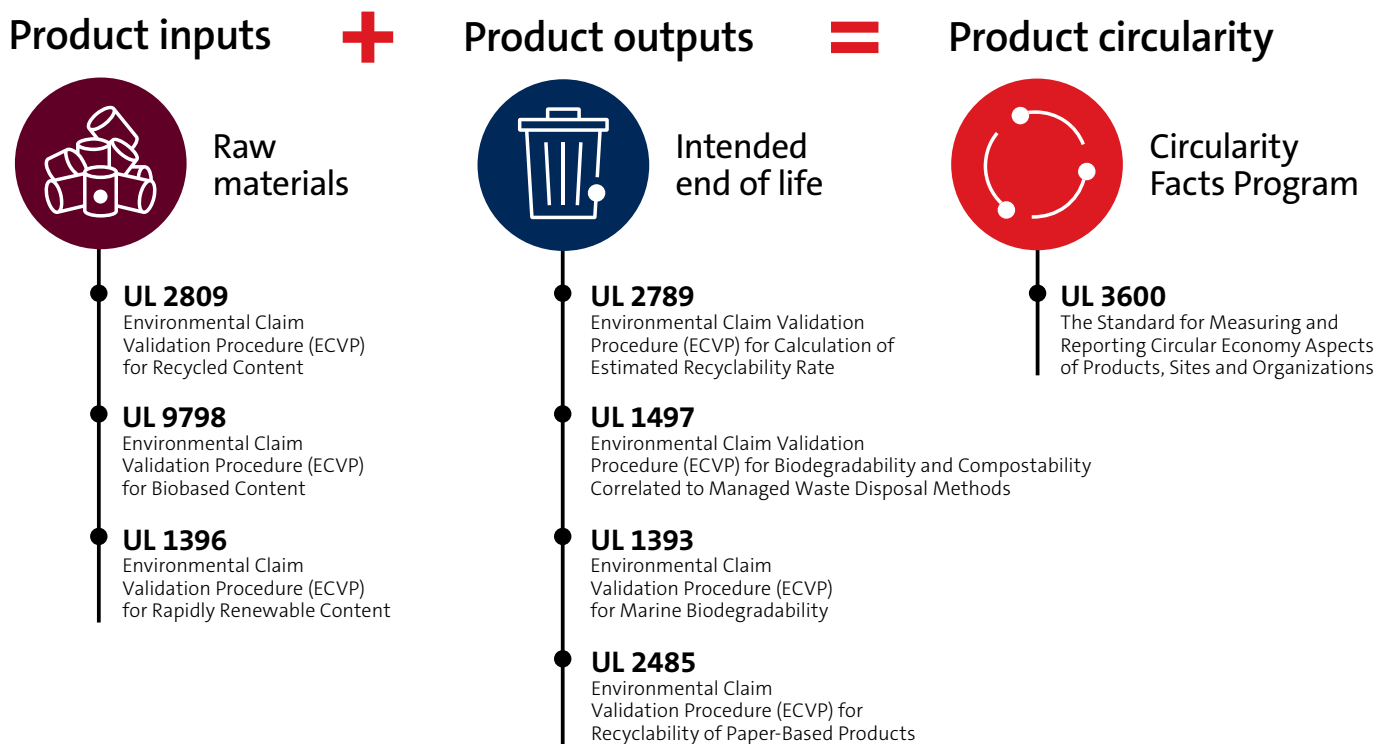 Product inputs
+
Product outputs
=
Product circularity
Raw
materials
UL 2809
Environmental Claim
Validation Procedure (ECVP)
for Recycled Content
UL 9798
Environmental Claim
Validation Procedure (ECVP)
for Biobased Content
UL 1396
Environmental Claim
Validation Procedure (ECVP)
for Rapidly Renewable Content
Intended
end of life
UL 2789
Environmental Claim Validation
Procedure (ECVP) for Calculation of
Estimated Recyclability Rate
UL 1497
Environmental Claim Validation
Procedure (ECVP) for Biodegradability and Compostability
Correlated to Managed Waste Disposal Methods
UL 1393
Environmental Claim
Validation Procedure (ECVP)
for Marine Biodegradability
UL 2485
Environmental Claim
Validation Procedure (ECVP) for
Recyclability of Paper-Based Products
Circularity
Facts Program
UL 3600
The Standard for Measuring and
Reporting Circular Economy Aspects
of Products, Sites and Organizations